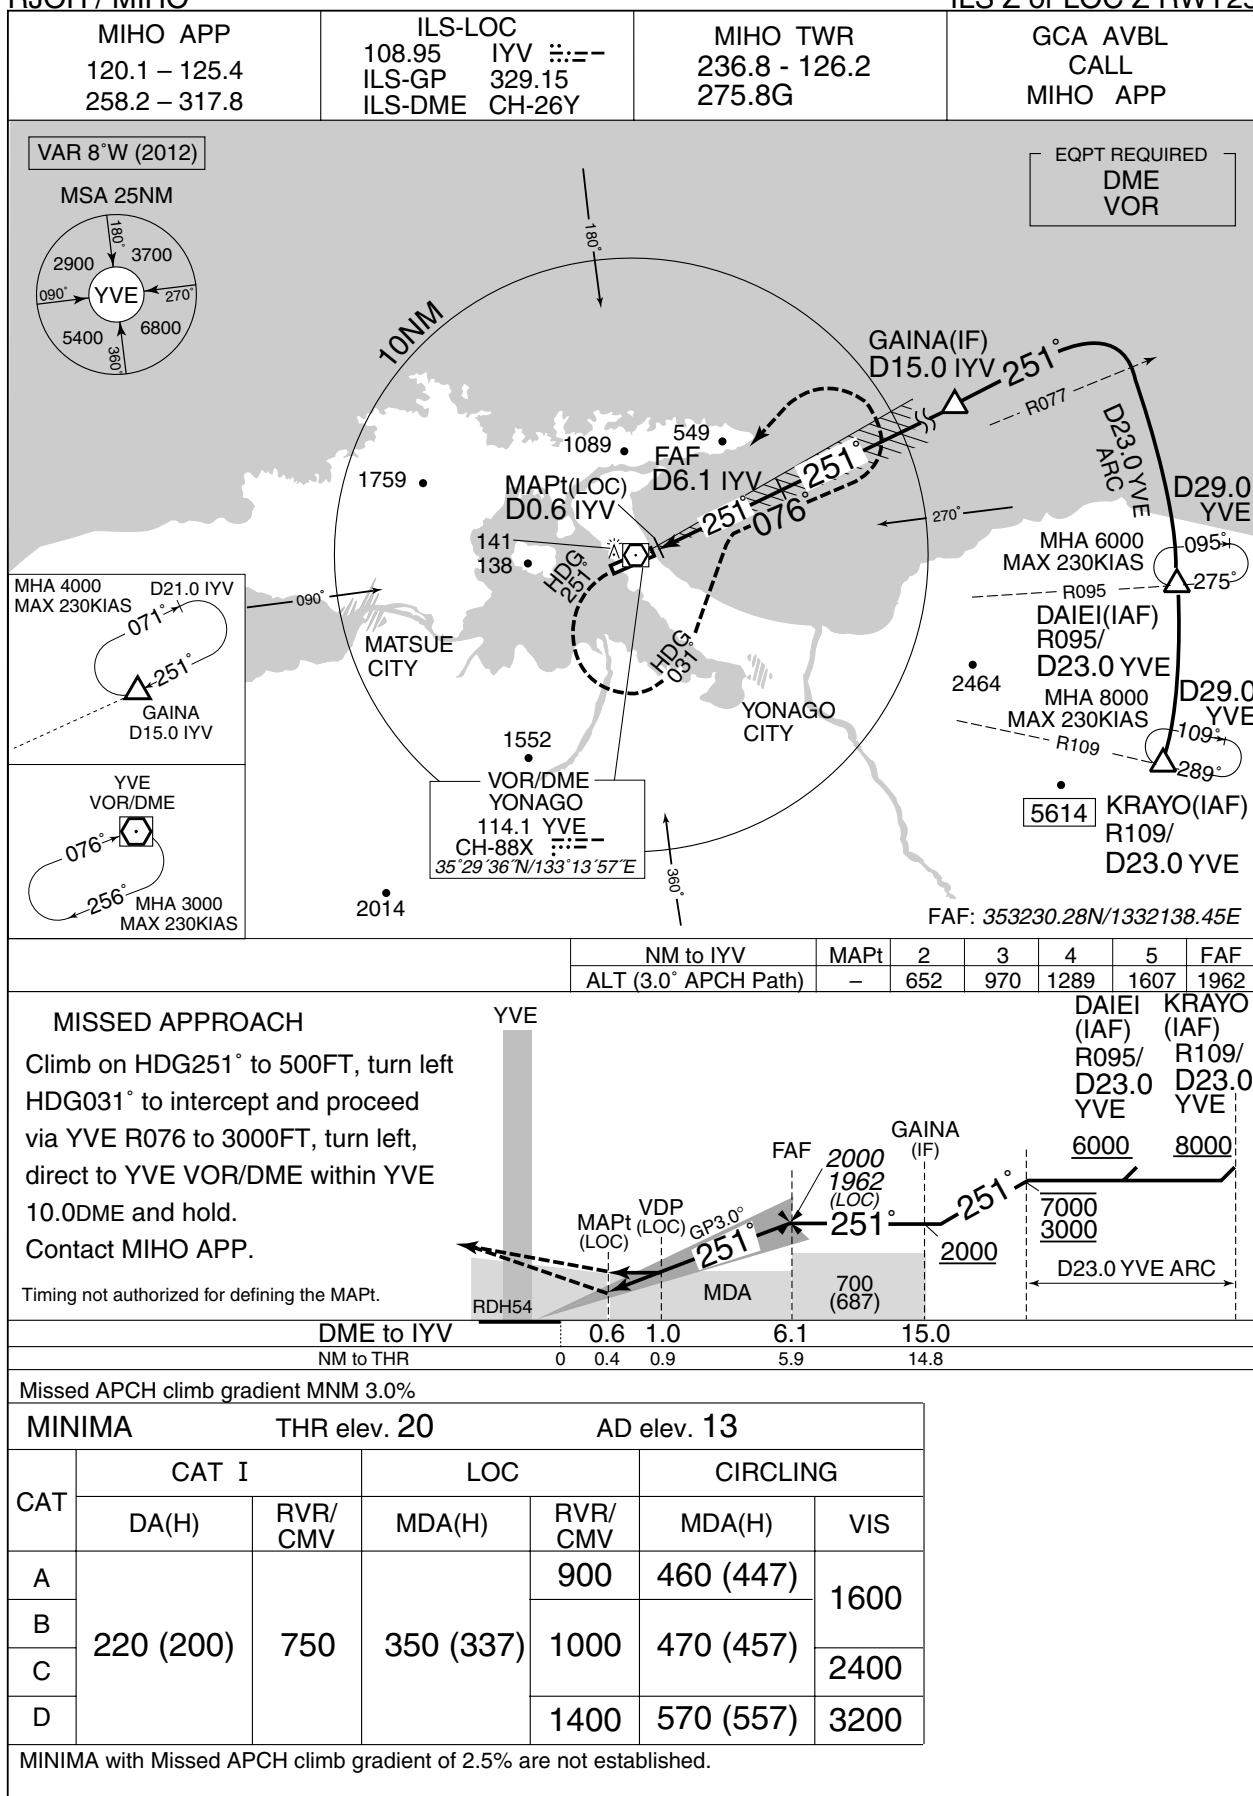 RJOH / MIHO
ILS Z or LOC Z RWY25
MIHO APP
120.1 – 125.4
258.2 – 317.8
ILS-LOC
108.95 IYV
ILS-GP 329.15
ILS-DME CH-26Y
MIHO TWR
236.8 - 126.2
275.8G
GCA AVBL
CALL
MIHO APP
VAR 8°W (2012)
MSA 25NM
180°
2900 3700
090° YVE 270°
5400 6800
360°
EQPT REQUIRED
DME
VOR
180°
10NM
GAINA(IF)
D15.0 IYV
251°
R077
D23.0 YVE
ARC
1089
549
FAF
D6.1 IYV
251°
1759
MAPt(LOC)
D0.6 IYV
251°
076°
270°
D29.0
YVE
141
138
HDG
251°
MHA 6000
MAX 230KIAS
095°
275°
R095
DAIEI(IAF)
R095/
D23.0 YVE
MHA 4000
MAX 230KIAS
D21.0 IYV
071°
251°
GAINA
D15.0 IYV
090°
MATSUE
CITY
HDG
031°
2464
MHA 8000
MAX 230KIAS
D29.0
YVE
109°
289°
R109
YONAGO
CITY
1552
5614
KRAYO(IAF)
R109/
D23.0 YVE
YVE
VOR/DME
076°
256°
MHA 3000
MAX 230KIAS
VOR/DME
YONAGO
114.1 YVE
CH-88X
35°29´36˝N/133°13´57˝E
360°
2014
FAF: 353230.28N/1332138.45E
NM to IYV MAPt 2 3 4 5 FAF
ALT (3.0° APCH Path) – 652 970 1289 1607 1962
MISSED APPROACH
Climb on HDG251° to 500FT, turn left
HDG031° to intercept and proceed
via YVE R076 to 3000FT, turn left,
direct to YVE VOR/DME within YVE
10.0DME and hold.
Contact MIHO APP.
Timing not authorized for defining the MAPt.
YVE
DAIEI
(IAF)
R095/
D23.0
YVE
KRAYO
(IAF)
R109/
D23.0
YVE
6000 8000
GAINA
(IF)
FAF
2000
1962
(LOC)
VDP
(LOC)
MAPt
(LOC)
GP3.0°
251°
251°
251°
7000
3000
2000
D23.0 YVE ARC
MDA
700
(687)
RDH54
DME to IYV 0.6 1.0 6.1 15.0
NM to THR 0 0.4 0.9 5.9 14.8
Missed APCH climb gradient MNM 3.0%
MINIMA THR elev. 20 AD elev. 13
CAT CAT I LOC CIRCLING
DA(H) RVR/CMV MDA(H) RVR/CMV MDA(H) VIS
A 220 (200) 750 350 (337) 900 460 (447) 1600
B 1000 470 (457)
C 2400
D 1400 570 (557) 3200
MINIMA with Missed APCH climb gradient of 2.5% are not established.